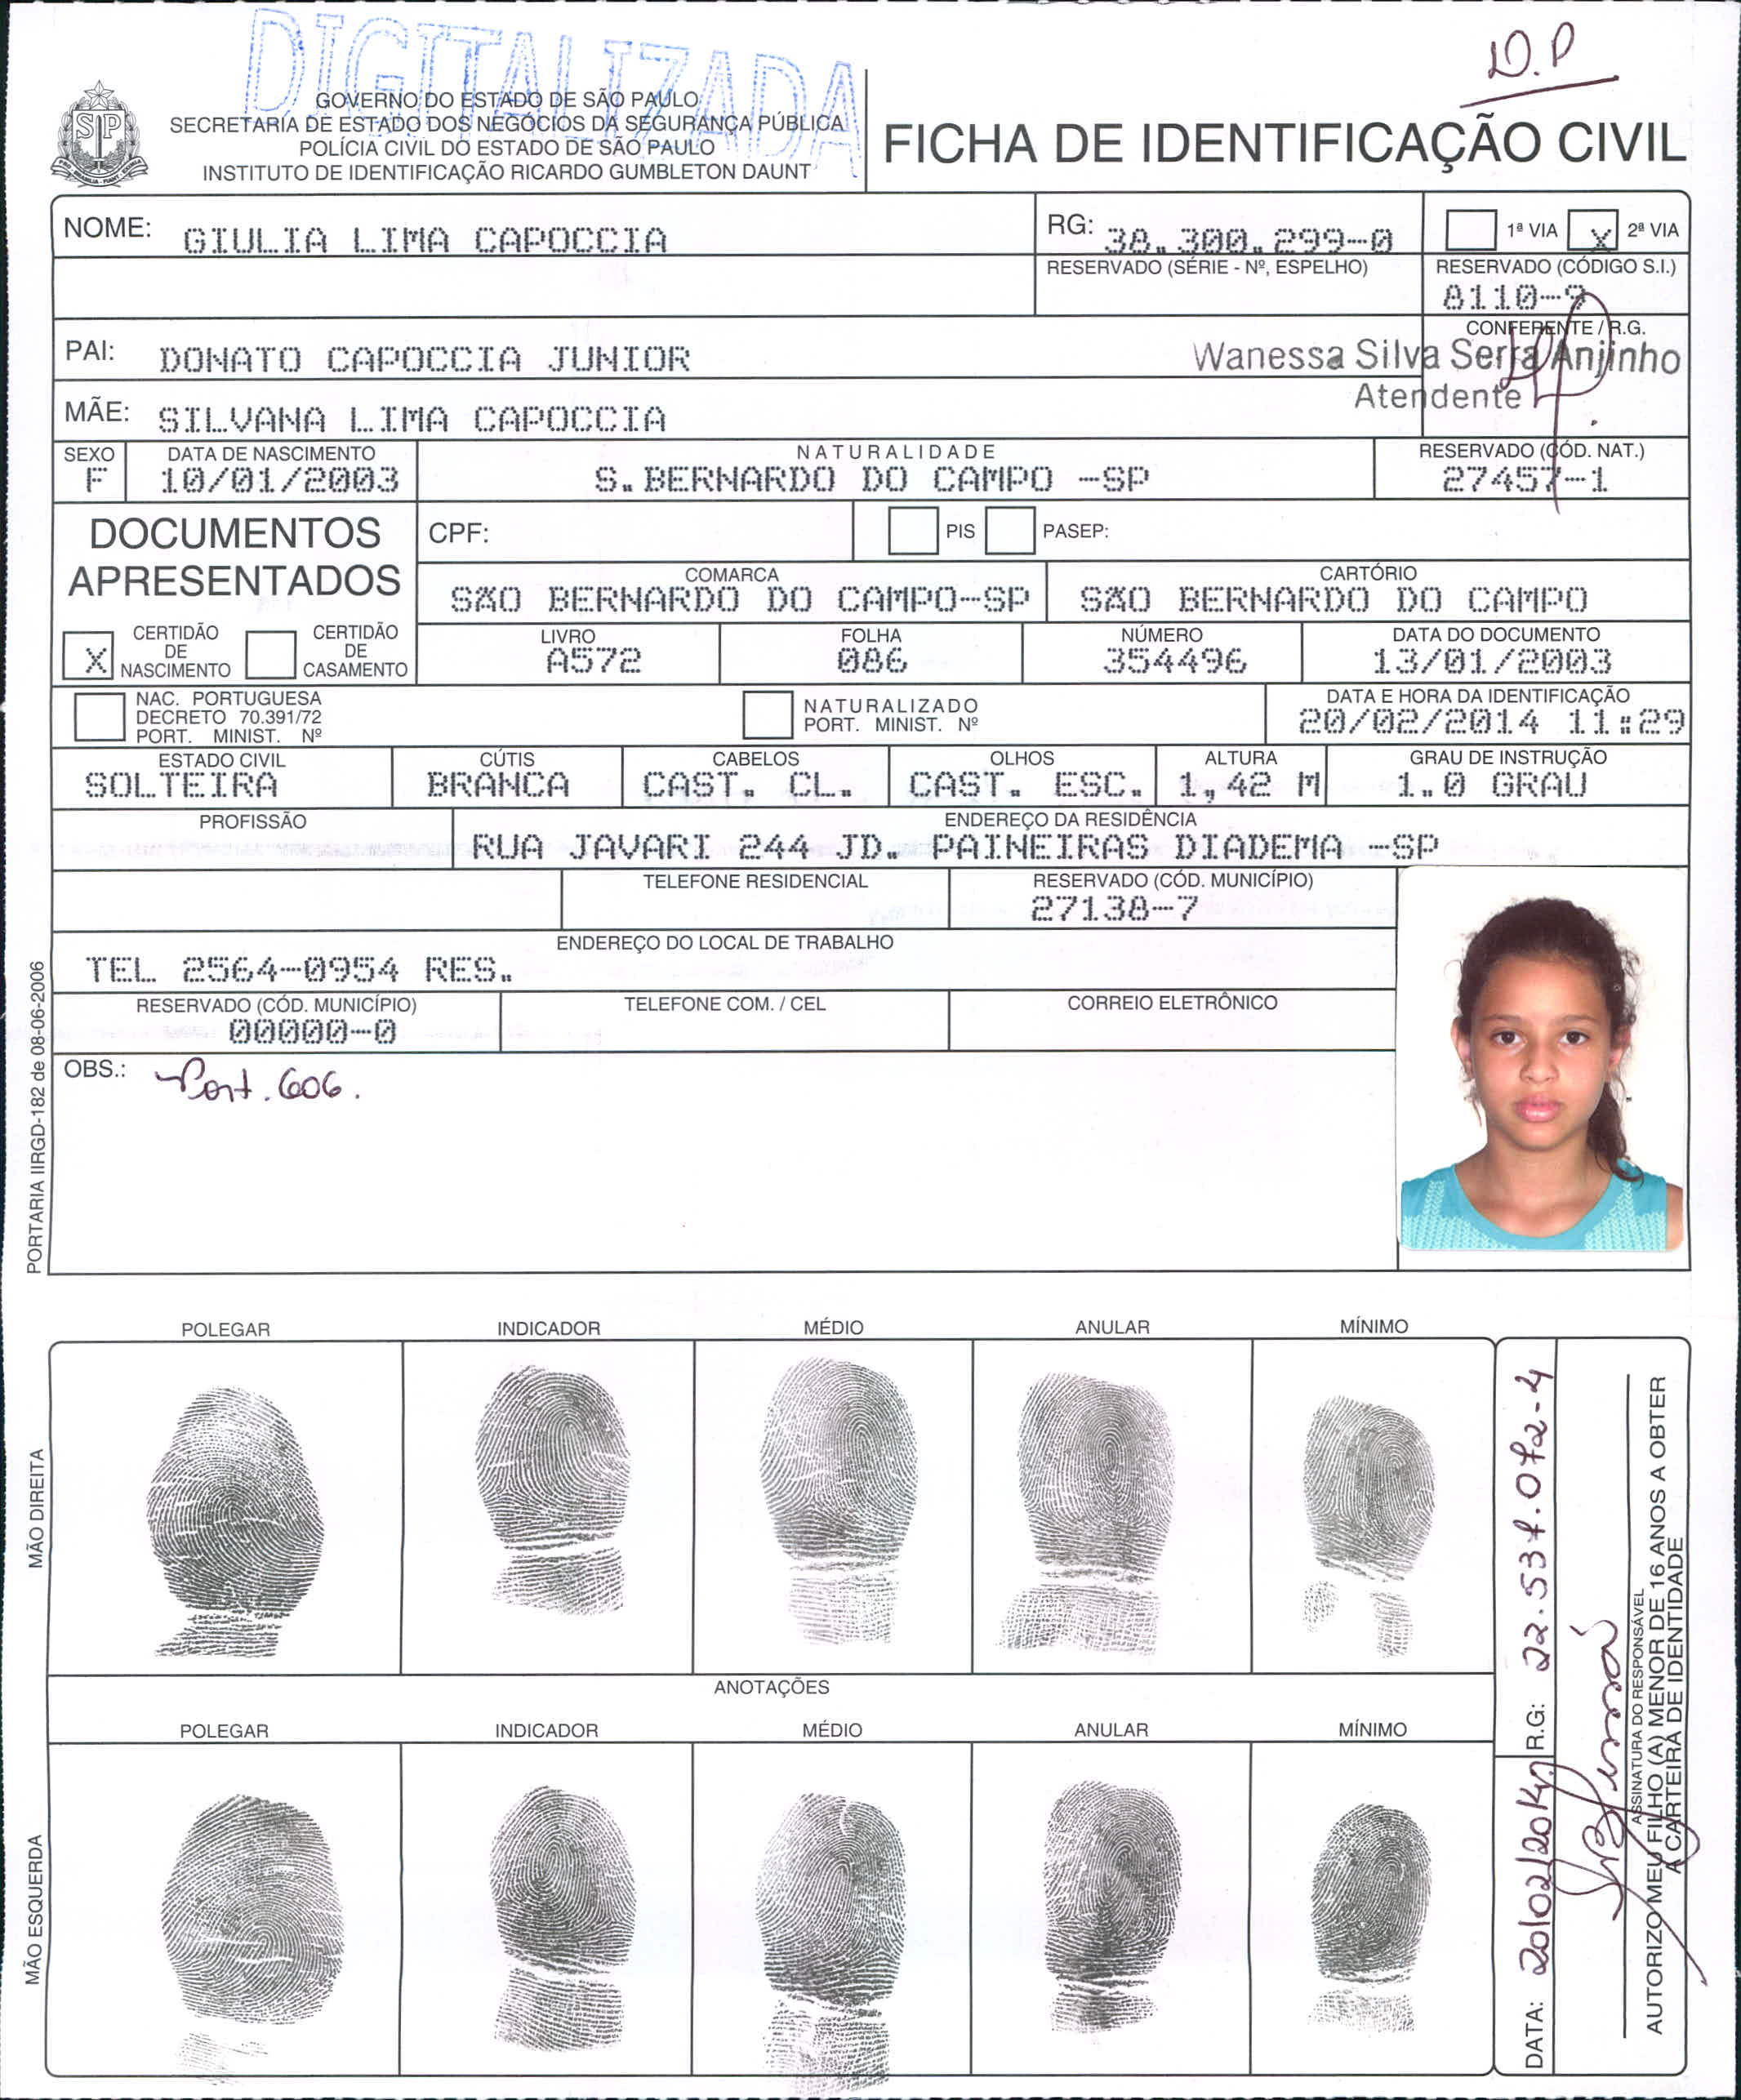 DIGITALIZADA
D.P
GOVERNO DO ESTADO DE SÃO PAULO
SECRETARIA DE ESTADO DOS NEGÓCIOS DA SEGURANÇA PÚBLICA
POLÍCIA CIVIL DO ESTADO DE SÃO PAULO
INSTITUTO DE IDENTIFICAÇÃO RICARDO GUMBLETON DAUNT
FICHA DE IDENTIFICAÇÃO CIVIL
NOME: GIULIA LIMA CAPOCCIA
RG: 38.300.299-0
1ª VIA X 2ª VIA
RESERVADO (SÉRIE - Nº, ESPELHO)
RESERVADO (CÓDIGO S.I.)
8110-9
PAI: DONATO CAPOCCIA JUNIOR
CONFERENTE / R.G.
Wanessa Silva Serra Anjinho
Atendente
MÃE: SILVANA LIMA CAPOCCIA
SEXO
F
DATA DE NASCIMENTO
10/01/2003
NATURALIDADE
S.BERNARDO DO CAMPO -SP
RESERVADO (CÓD. NAT.)
27457-1
DOCUMENTOS
APRESENTADOS
CPF:
PIS
PASEP:
COMARCA
SÃO BERNARDO DO CAMPO-SP
CARTÓRIO
SÃO BERNARDO DO CAMPO
X CERTIDÃO
DE
NASCIMENTO
CERTIDÃO
DE
CASAMENTO
LIVRO
A572
FOLHA
086
NÚMERO
354496
DATA DO DOCUMENTO
13/01/2003
NAC. PORTUGUESA
DECRETO 70.391/72
PORT. MINIST. Nº
NATURALIZADO
PORT. MINIST. Nº
DATA E HORA DA IDENTIFICAÇÃO
20/02/2014 11:29
ESTADO CIVIL
SOLTEIRA
CÚTIS
BRANCA
CABELOS
CAST. CL.
OLHOS
CAST. ESC.
ALTURA
1,42 M
GRAU DE INSTRUÇÃO
1.0 GRAU
PROFISSÃO
ENDEREÇO DA RESIDÊNCIA
RUA JAVARI 244 JD. PAINEIRAS DIADEMA -SP
TELEFONE RESIDENCIAL
RESERVADO (CÓD. MUNICÍPIO)
27138-7
ENDEREÇO DO LOCAL DE TRABALHO
TEL 2564-0954 RES.
RESERVADO (CÓD. MUNICÍPIO)
00000-0
TELEFONE COM. / CEL
CORREIO ELETRÔNICO
OBS.: Port. 606.
PORTARIA IIRGD-182 de 08-06-2006
POLEGAR
INDICADOR
MÉDIO
ANULAR
MÍNIMO
MÃO DIREITA
ANOTAÇÕES
POLEGAR
INDICADOR
MÉDIO
ANULAR
MÍNIMO
MÃO ESQUERDA
DATA: 20/02/2014
R.G: 22.537.072-4
ASSINATURA DO RESPONSÁVEL
AUTORIZO MEU FILHO (A) MENOR DE 16 ANOS A OBTER
A CARTEIRA DE IDENTIDADE